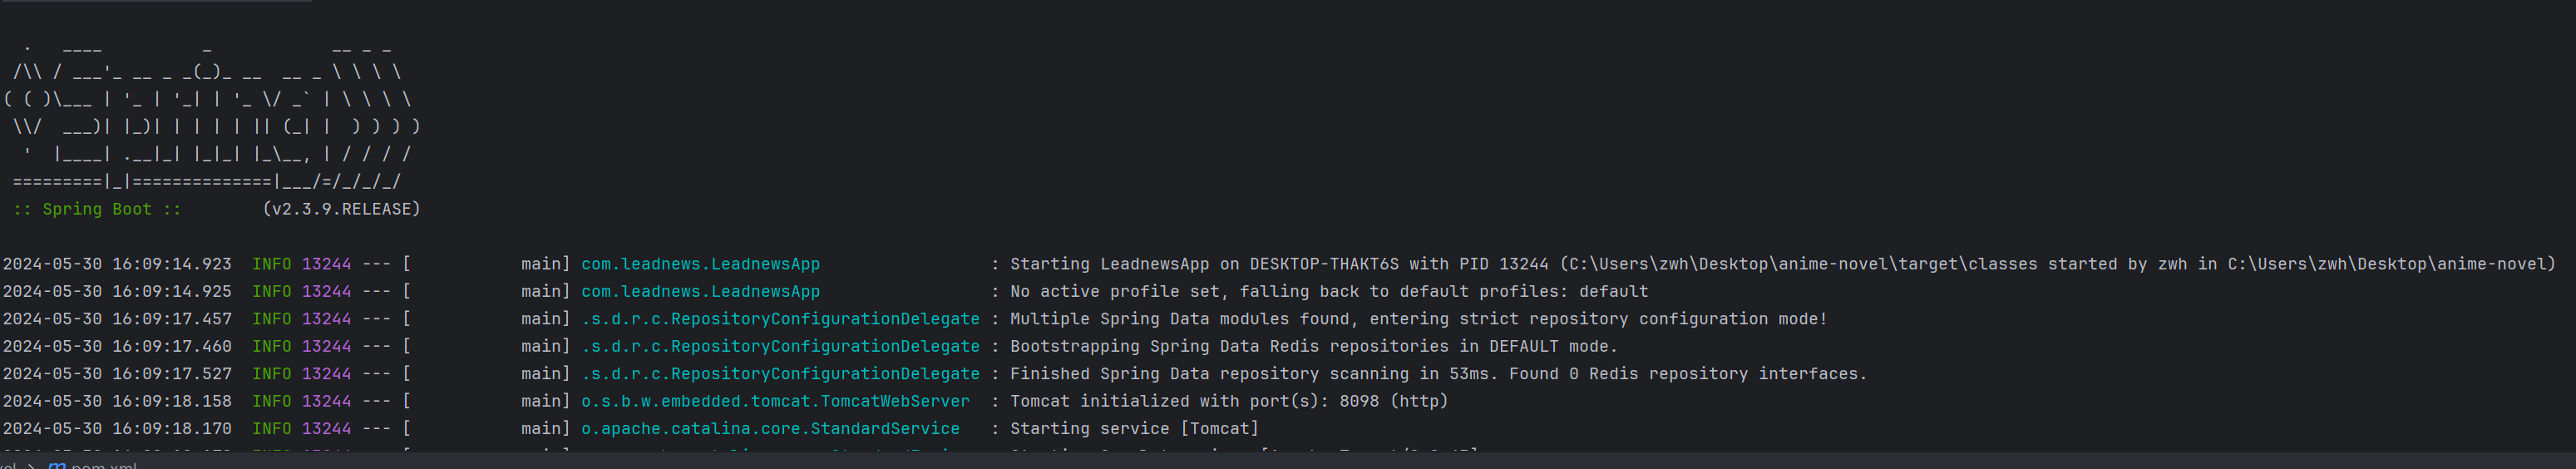 .   ____          _            __ _ _
 /\\ / ___'_ __ _ _(_)_ __  __ _ \ \ \ \
( ( )\___ | '_ | '_| | '_ \/ _` | \ \ \ \
 \\/  ___)| |_)| | | | | || (_| |  ) ) ) )
  '  |____| .__|_| |_|_| |_\__, | / / / /
 =========|_|==============|___/=/_/_/_/
 :: Spring Boot ::        (v2.3.9.RELEASE)
2024-05-30 16:09:14.923  INFO 13244 --- [           main] com.leadnews.LeadnewsApp                 : Starting LeadnewsApp on DESKTOP-THAKT6S with PID 13244 (C:\Users\zwh\Desktop\anime-novel\target\classes started by zwh in C:\Users\zwh\Desktop\anime-novel)
2024-05-30 16:09:14.925  INFO 13244 --- [           main] com.leadnews.LeadnewsApp                 : No active profile set, falling back to default profiles: default
2024-05-30 16:09:17.457  INFO 13244 --- [           main] .s.d.r.c.RepositoryConfigurationDelegate : Multiple Spring Data modules found, entering strict repository configuration mode!
2024-05-30 16:09:17.460  INFO 13244 --- [           main] .s.d.r.c.RepositoryConfigurationDelegate : Bootstrapping Spring Data Redis repositories in DEFAULT mode.
2024-05-30 16:09:17.527  INFO 13244 --- [           main] .s.d.r.c.RepositoryConfigurationDelegate : Finished Spring Data repository scanning in 53ms. Found 0 Redis repository interfaces.
2024-05-30 16:09:18.158  INFO 13244 --- [           main] o.s.b.w.embedded.tomcat.TomcatWebServer  : Tomcat initialized with port(s): 8098 (http)
2024-05-30 16:09:18.170  INFO 13244 --- [           main] o.apache.catalina.core.StandardService   : Starting service [Tomcat]
pom.xml